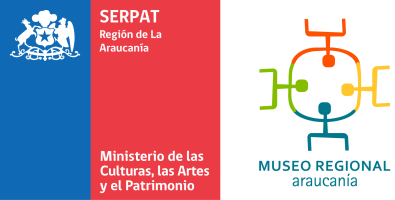 SERPAT
Región de La
Araucanía
Ministerio de las
Culturas, las Artes
y el Patrimonio
MUSEO REGIONAL
araucanía